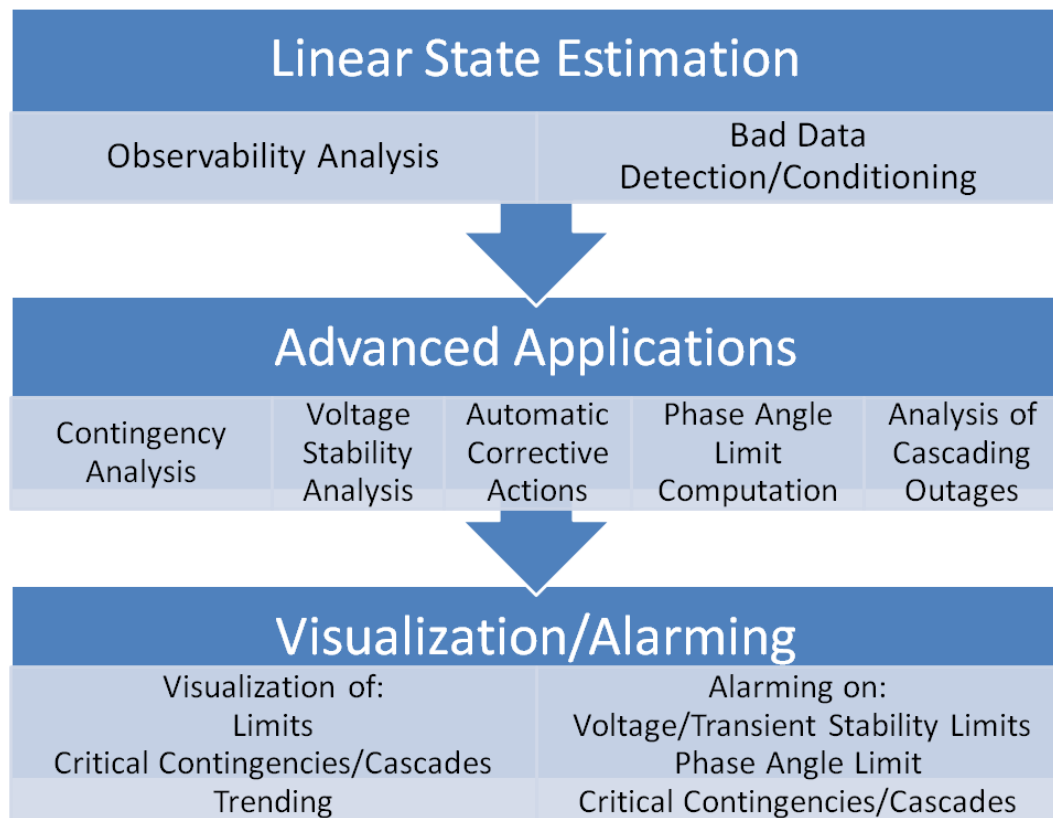 Linear State Estimation
Observability Analysis
Bad Data
Detection/Conditioning
Advanced Applications
Contingency
Analysis
Voltage
Stability
Analysis
Automatic
Corrective
Actions
Phase Angle
Limit
Computation
Analysis of
Cascading
Outages
Visualization/Alarming
Visualization of:
Limits
Critical Contingencies/Cascades
Trending
Alarming on:
Voltage/Transient Stability Limits
Phase Angle Limit
Critical Contingencies/Cascades